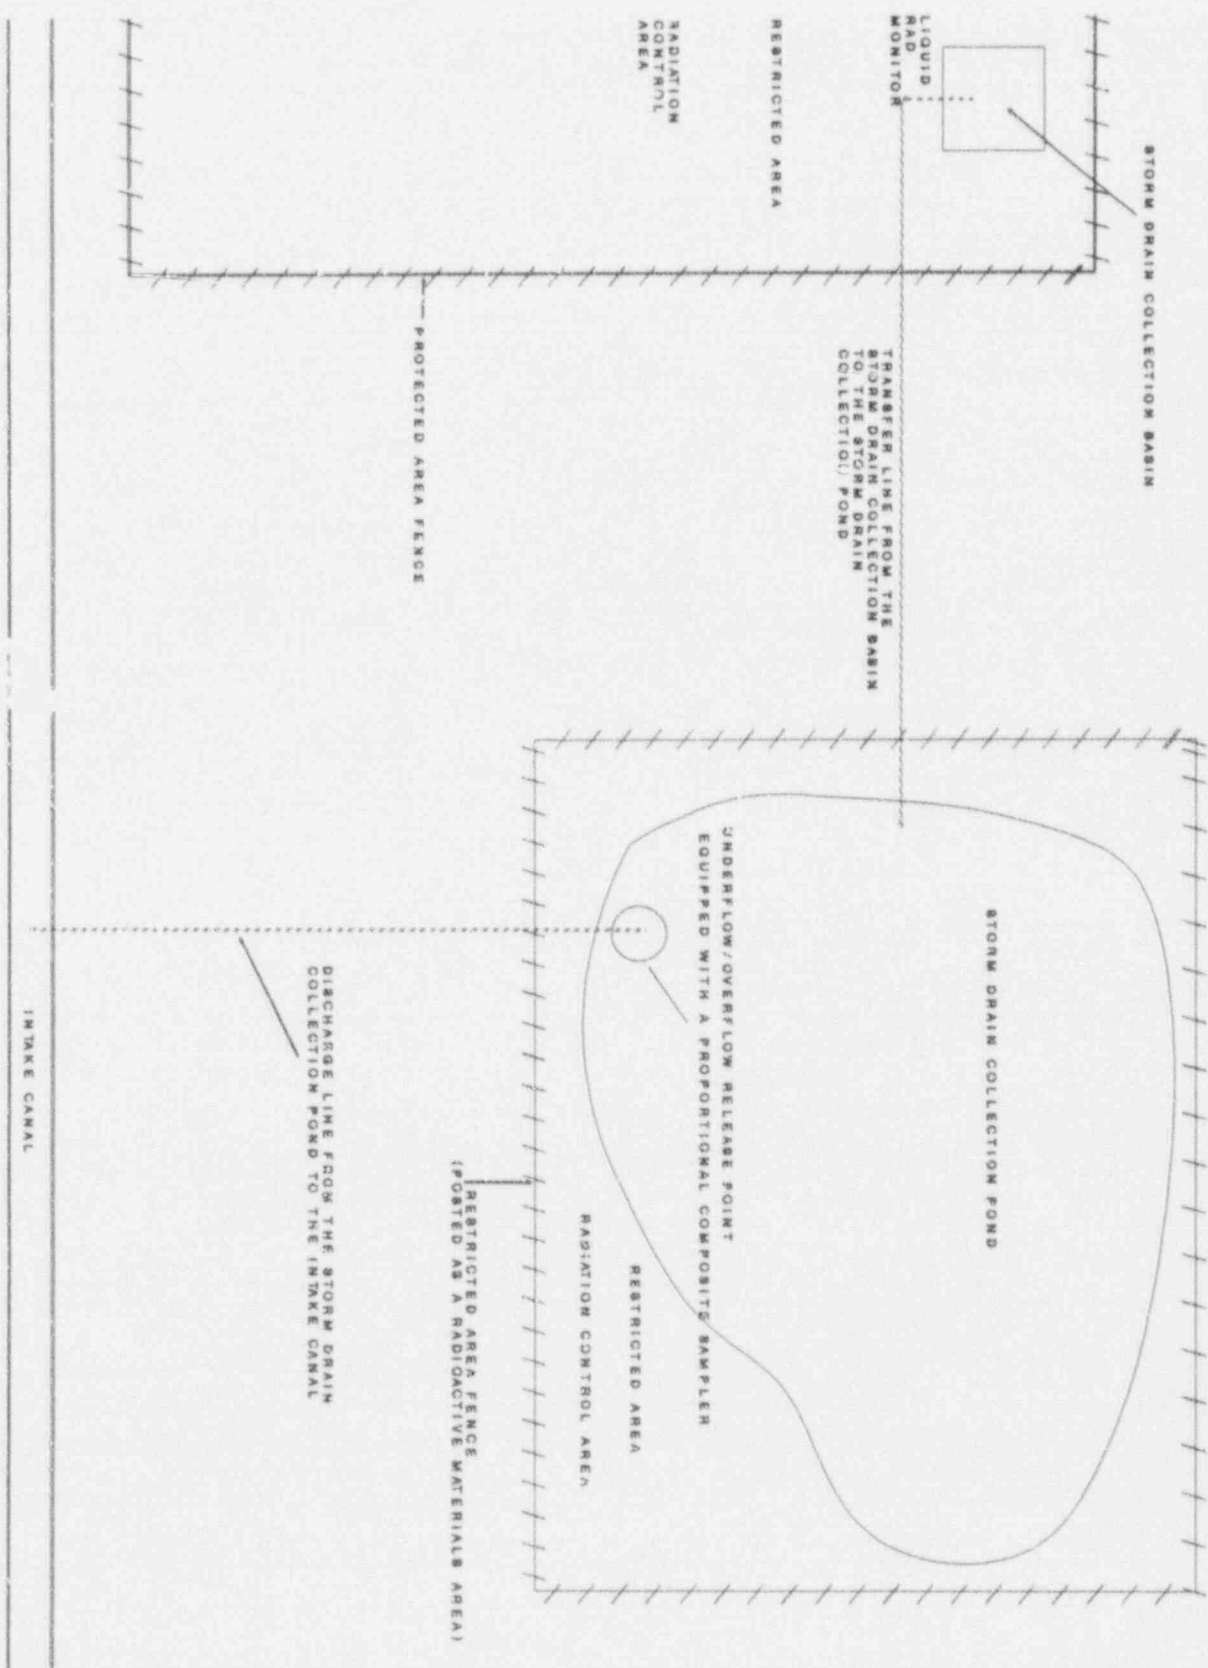 STORM DRAIN COLLECTION BASIN
LIQUID
RAD
MONITOR
RESTRICTED AREA
RADIATION
CONTROL
AREA
TRANSFER LINE FROM THE
STORM DRAIN COLLECTION BASIN
TO THE STORM DRAIN
COLLECTION POND
PROTECTED AREA FENCE
STORM DRAIN COLLECTION POND
UNDERFLOW/OVERFLOW RELEASE POINT
EQUIPPED WITH A PROPORTIONAL COMPOSITE SAMPLER
RESTRICTED AREA
RADIATION CONTROL AREA
RESTRICTED AREA FENCE
(POSTED AS A RADIOACTIVE MATERIALS AREA)
DISCHARGE LINE FROM THE STORM DRAIN
COLLECTION POND TO THE INTAKE CANAL
INTAKE CANAL